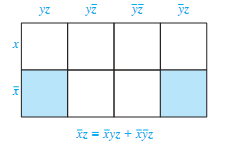 yz yz̄ ȳz̄ ȳz
x
x̄
x̄z = x̄yz + x̄ȳz